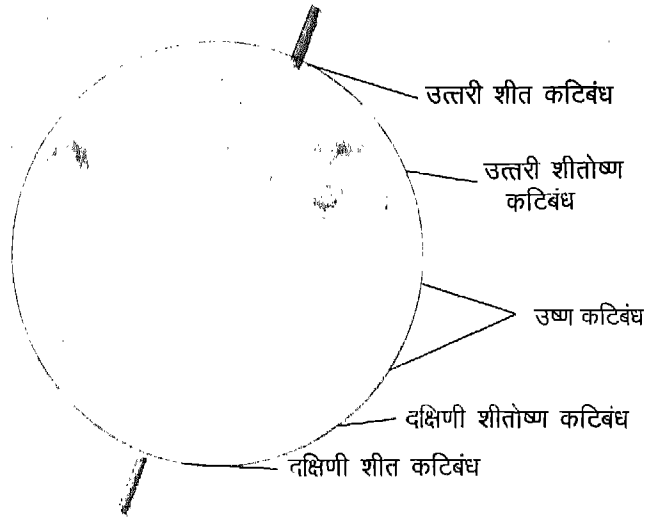 उत्तरी शीत कटिबंध
उत्तरी शीतोष्ण
कटिबंध
उष्ण कटिबंध
दक्षिणी शीतोष्ण कटिबंध
दक्षिणी शीत कटिबंध